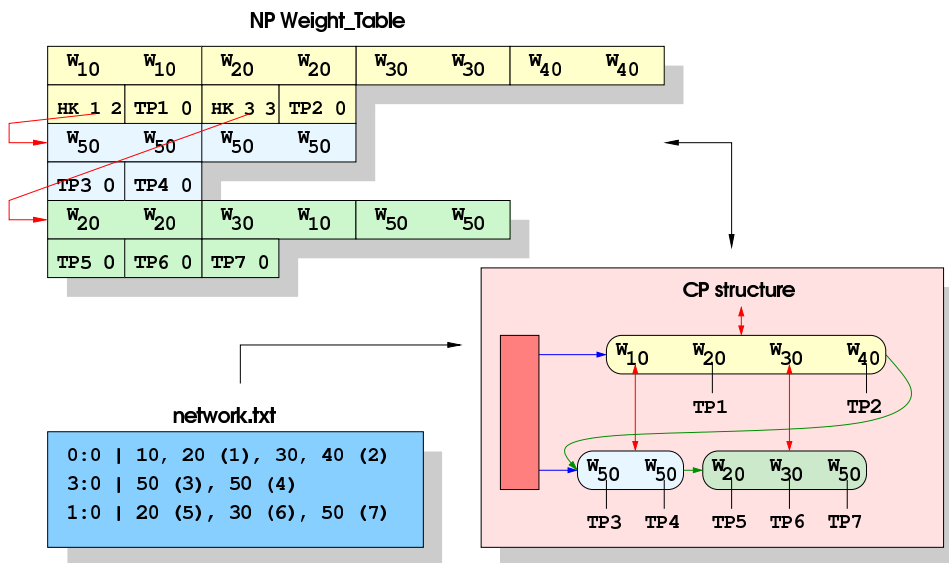 NP Weight_Table
W10 W10 W20 W20 W30 W30 W40 W40
HK 1 2 TP1 0 HK 3 3 TP2 0
W50 W50 W50 W50
TP3 0 TP4 0
W20 W20 W30 W10 W50 W50
TP5 0 TP6 0 TP7 0
CP structure
W10 W20 W30 W40
TP1 TP2
W50 W50 W20 W30 W50
TP3 TP4 TP5 TP6 TP7
network.txt
0:0 | 10, 20 (1), 30, 40 (2)
3:0 | 50 (3), 50 (4)
1:0 | 20 (5), 30 (6), 50 (7)